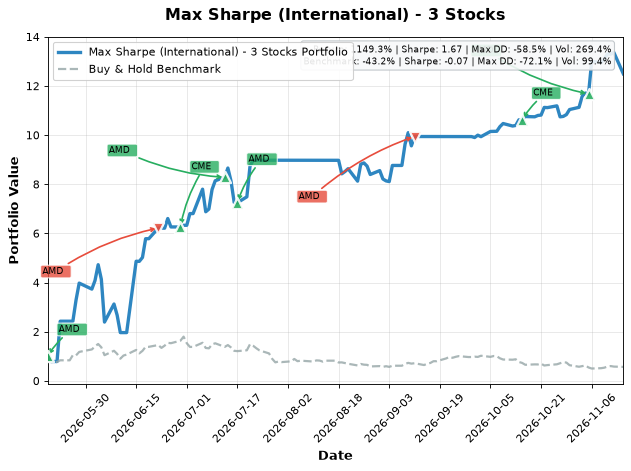 Max Sharpe (International) - 3 Stocks
Portfolio Value
14
12
10
8
6
4
2
0
Max Sharpe (International) - 3 Stocks Portfolio
Buy & Hold Benchmark
149.3% | Sharpe: 1.67 | Max DD: -58.5% | Vol: 269.4%
-43.2% | Sharpe: -0.07 | Max DD: -72.1% | Vol: 99.4%
CME
AMD
CME
AMD
AMD
AMD
AMD
2026-05-30
2026-06-15
2026-07-01
2026-07-17
2026-08-02
2026-08-18
2026-09-03
2026-09-19
2026-10-05
2026-10-21
2026-11-06
Date